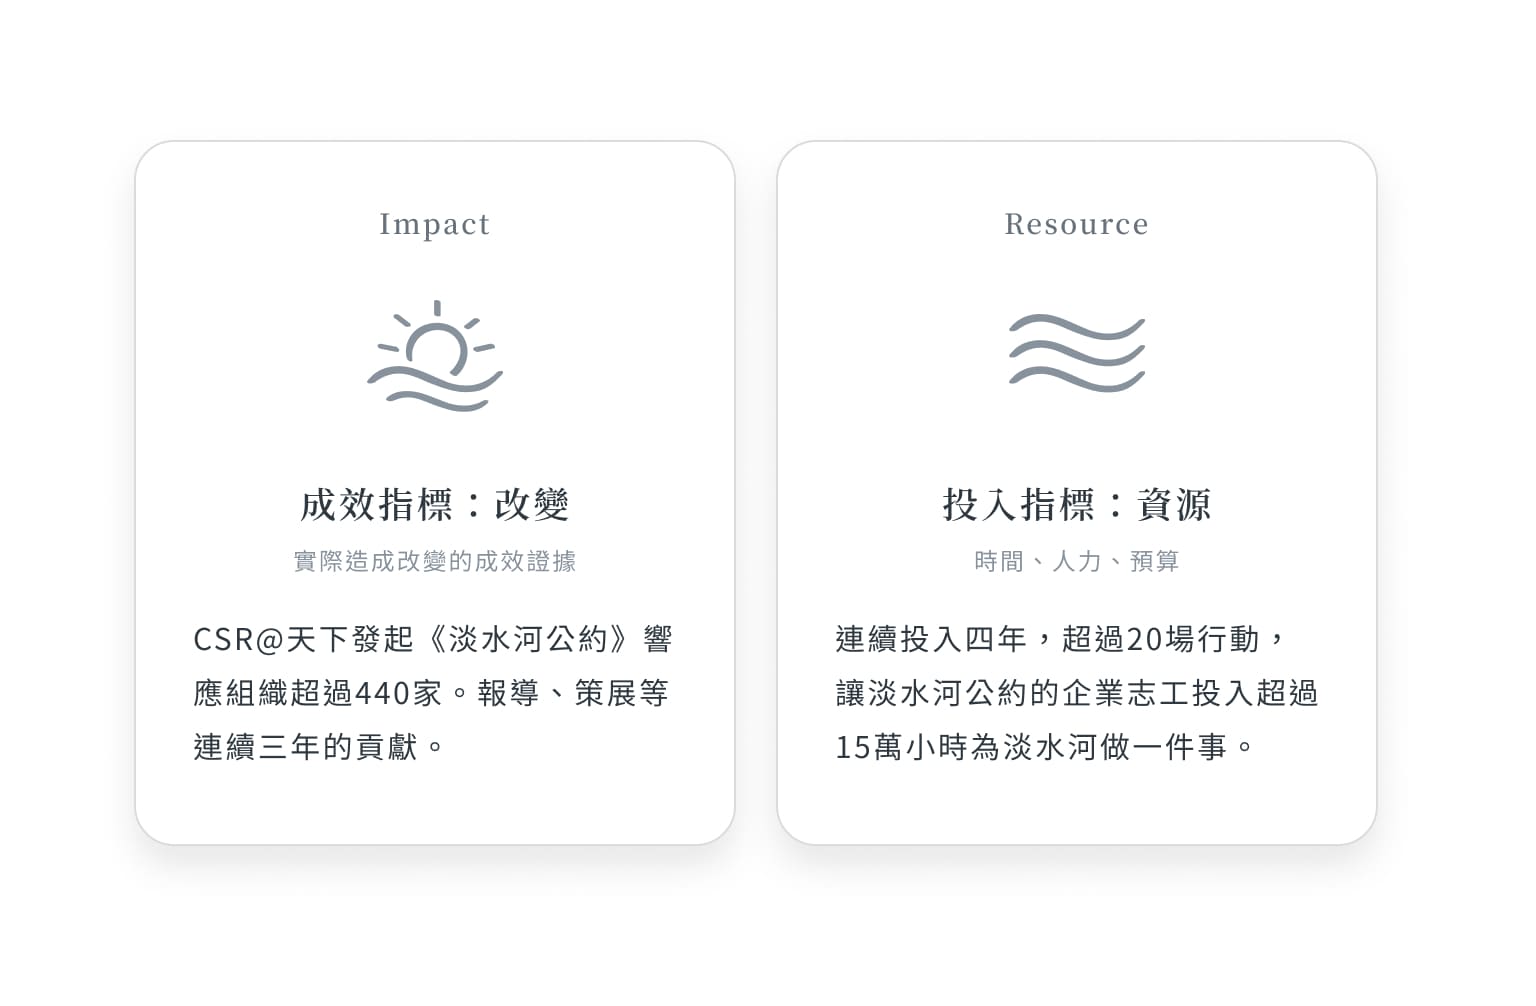 Impact
成效指標：改變
實際造成改變的成效證據
CSR@天下發起《淡水河公約》響
應組織超過440家。報導、策展等
連續三年的貢獻。
Resource
投入指標：資源
時間、人力、預算
連續投入四年，超過20場行動，
讓淡水河公約的企業志工投入超過
15萬小時為淡水河做一件事。